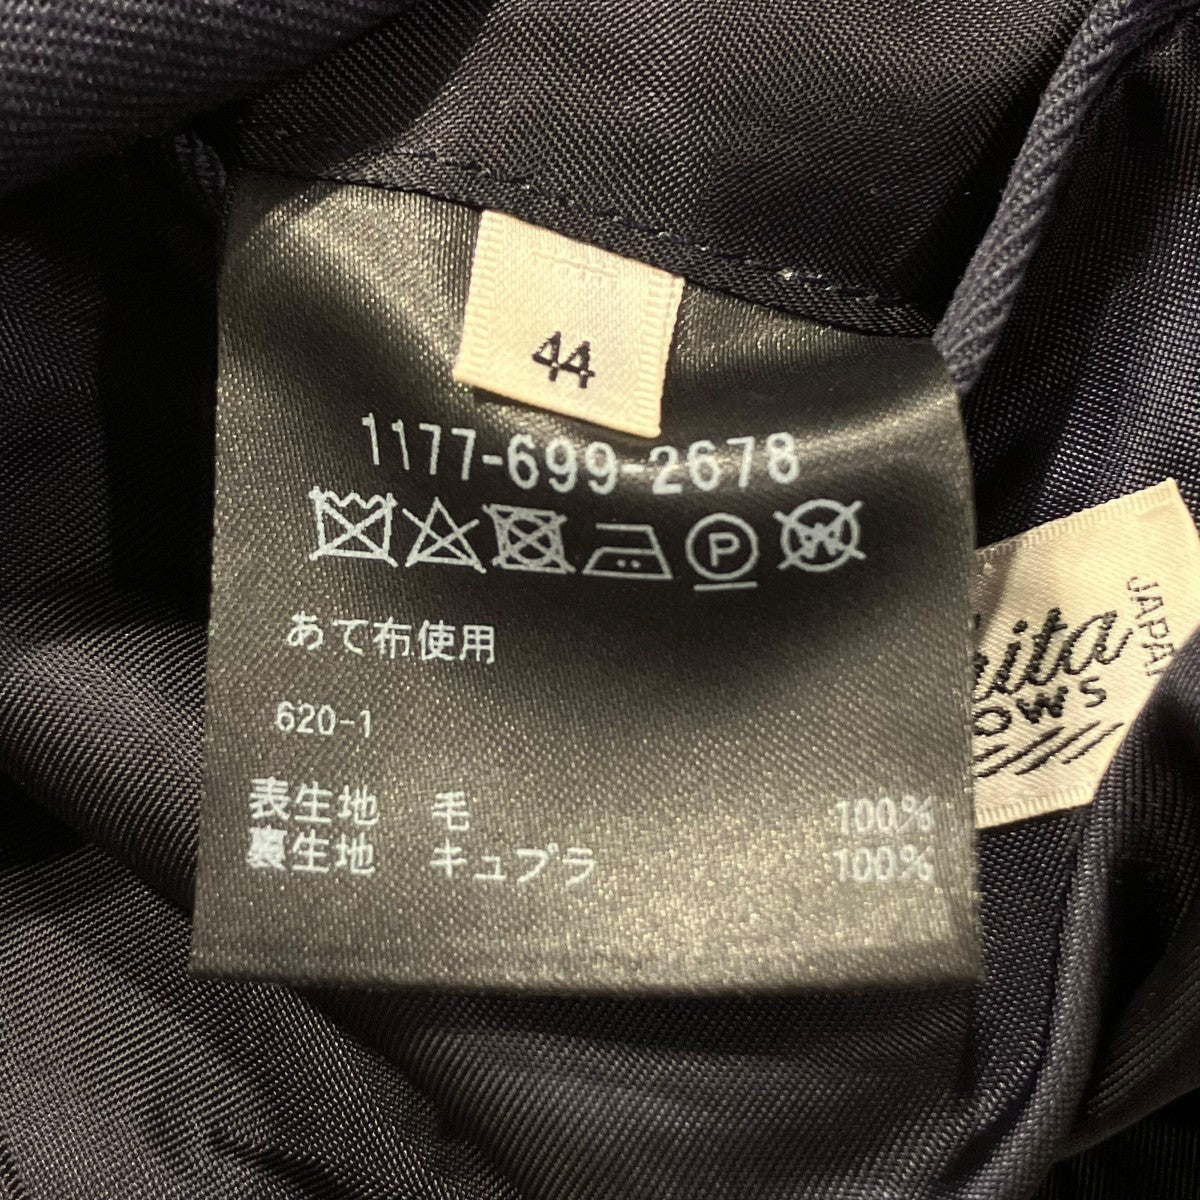 44
1177-699-2678
P
W
あて布使用
620-1
表生地 毛 100%
裏生地 キュプラ 100%
JAPAN